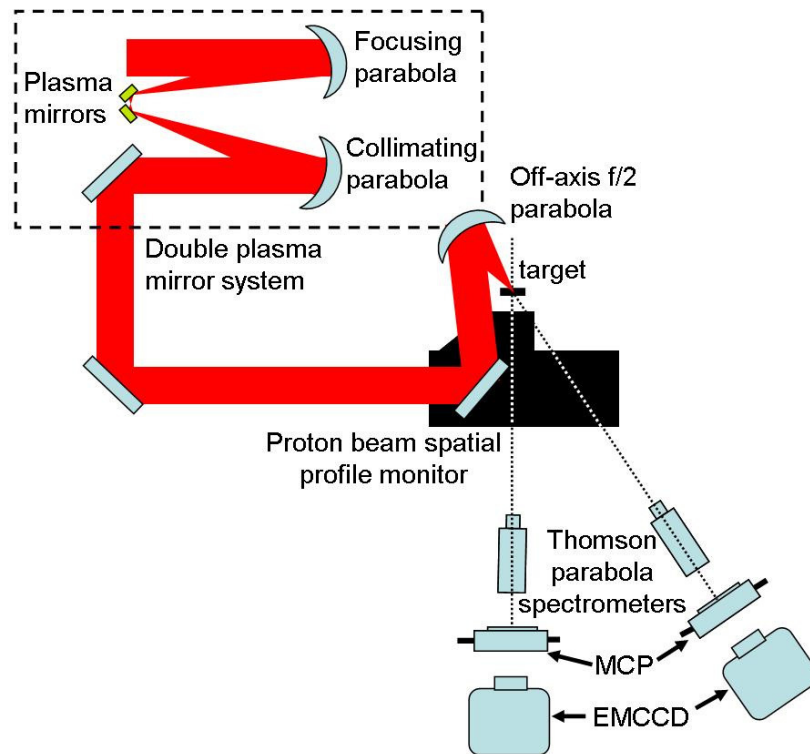 Focusing
parabola
Plasma
mirrors
Collimating
parabola
Off-axis f/2
parabola
Double plasma
mirror system
target
Proton beam spatial
profile monitor
Thomson
parabola
spectrometers
MCP
EMCCD